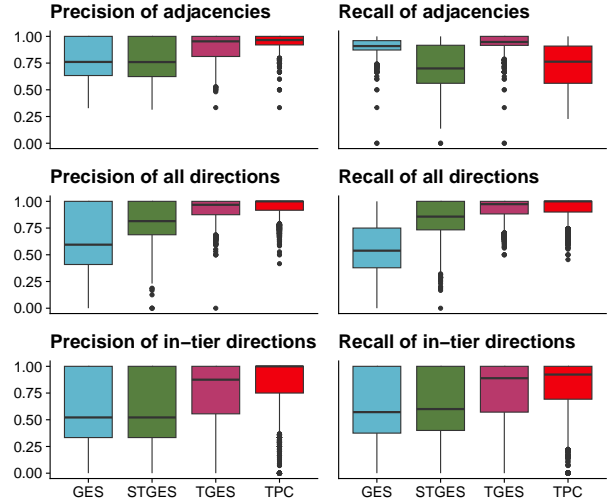 Precision of adjacencies
Recall of adjacencies
1.00
0.75
0.50
0.25
0.00
Precision of all directions
Recall of all directions
1.00
0.75
0.50
0.25
0.00
Precision of in−tier directions
Recall of in−tier directions
1.00
0.75
0.50
0.25
0.00
GES STGES TGES TPC
GES STGES TGES TPC